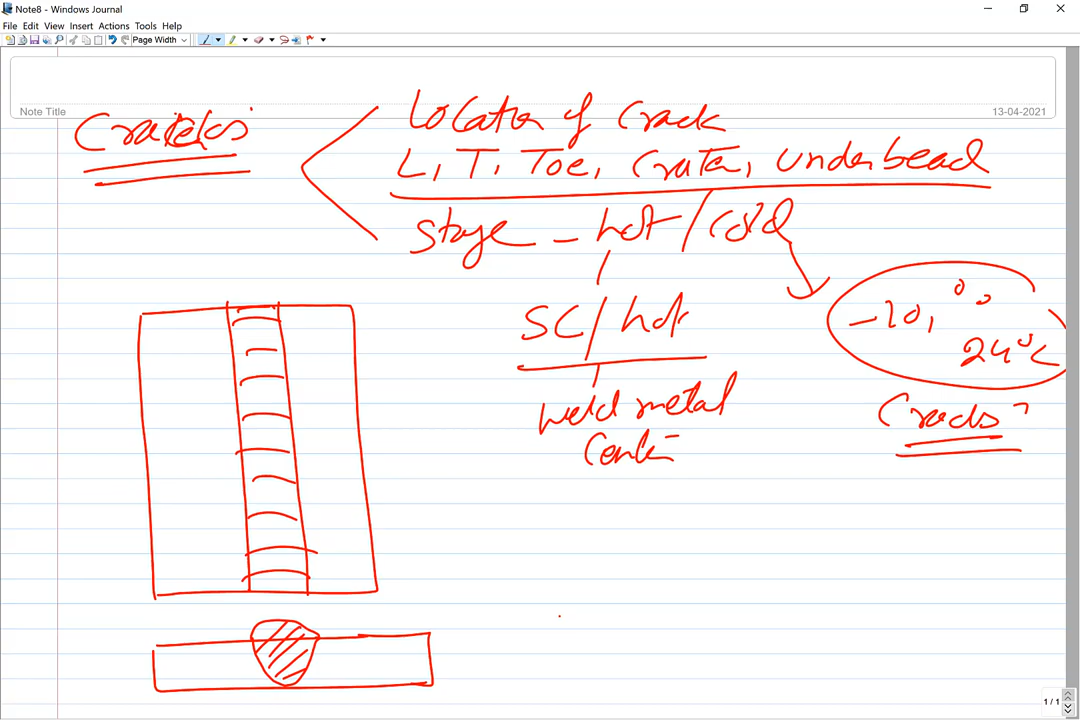 Note8 - Windows Journal
File Edit View Insert Actions Tools Help
Page Width
Note Title
13-04-2021
Cracks
Location of Crack
L, T, Toe, Crater, Underbead
Stage - hot / cold
SC / hot
Weld metal
-20, 0°
24°C
Cracks
1 / 1